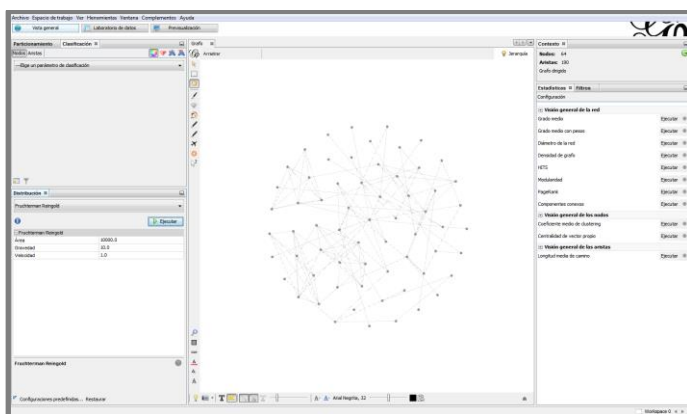 Archivo Espacio de trabajo Ver Herramientas Ventana Complementos Ayuda
Vista general Laboratorio de datos Previsualización
Particionamiento Clasificación
Nodos Aristas
---Elige un parámetro de clasificación
Distribución
Fruchterman Reingold
Ejecutar
Fruchterman Reingold
Área 10000.0
Gravedad 10.0
Velocidad 1.0
Fruchterman Reingold
Configuraciones predefinidas... Restaurar
Grafo
Arrastrar
Jerarquía
Arial Negrita, 32
Contexto
Nodos: 64
Aristas: 190
Grafo dirigido
Estadísticas Filtros
Configuración
Visión general de la red
Grado medio Ejecutar
Grado medio con pesos Ejecutar
Diámetro de la red Ejecutar
Densidad de grafo Ejecutar
HITS Ejecutar
Modularidad Ejecutar
PageRank Ejecutar
Componentes conexos Ejecutar
Visión general de los nodos
Coeficiente medio de clustering Ejecutar
Centralidad de vector propio Ejecutar
Visión general de las aristas
Longitud media de camino Ejecutar
Workspace 0